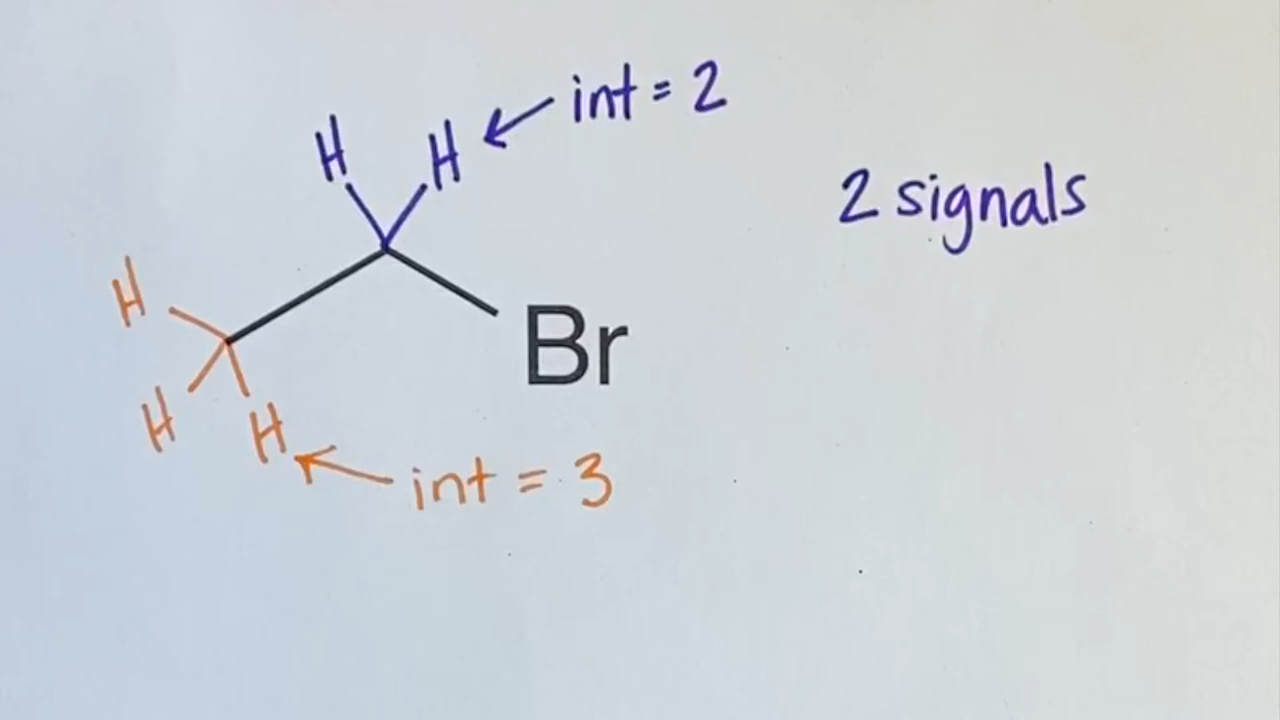 int = 2
H H
2 signals
H
Br
H H
int = 3